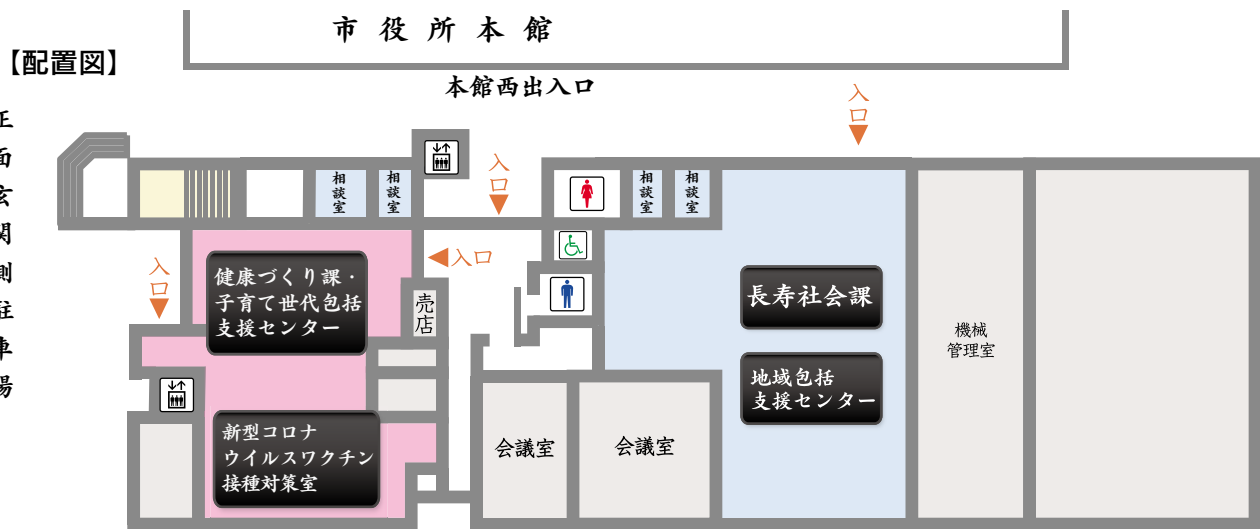 市役所本館
【配置図】
本館西出入口
正面玄関側駐車場
入口
入口
相談室
相談室
相談室
相談室
入口
入口
入口
健康づくり課・
子育て世代包括
支援センター
売店
長寿社会課
機械
管理室
地域包括
支援センター
新型コロナ
ウイルスワクチン
接種対策室
会議室
会議室